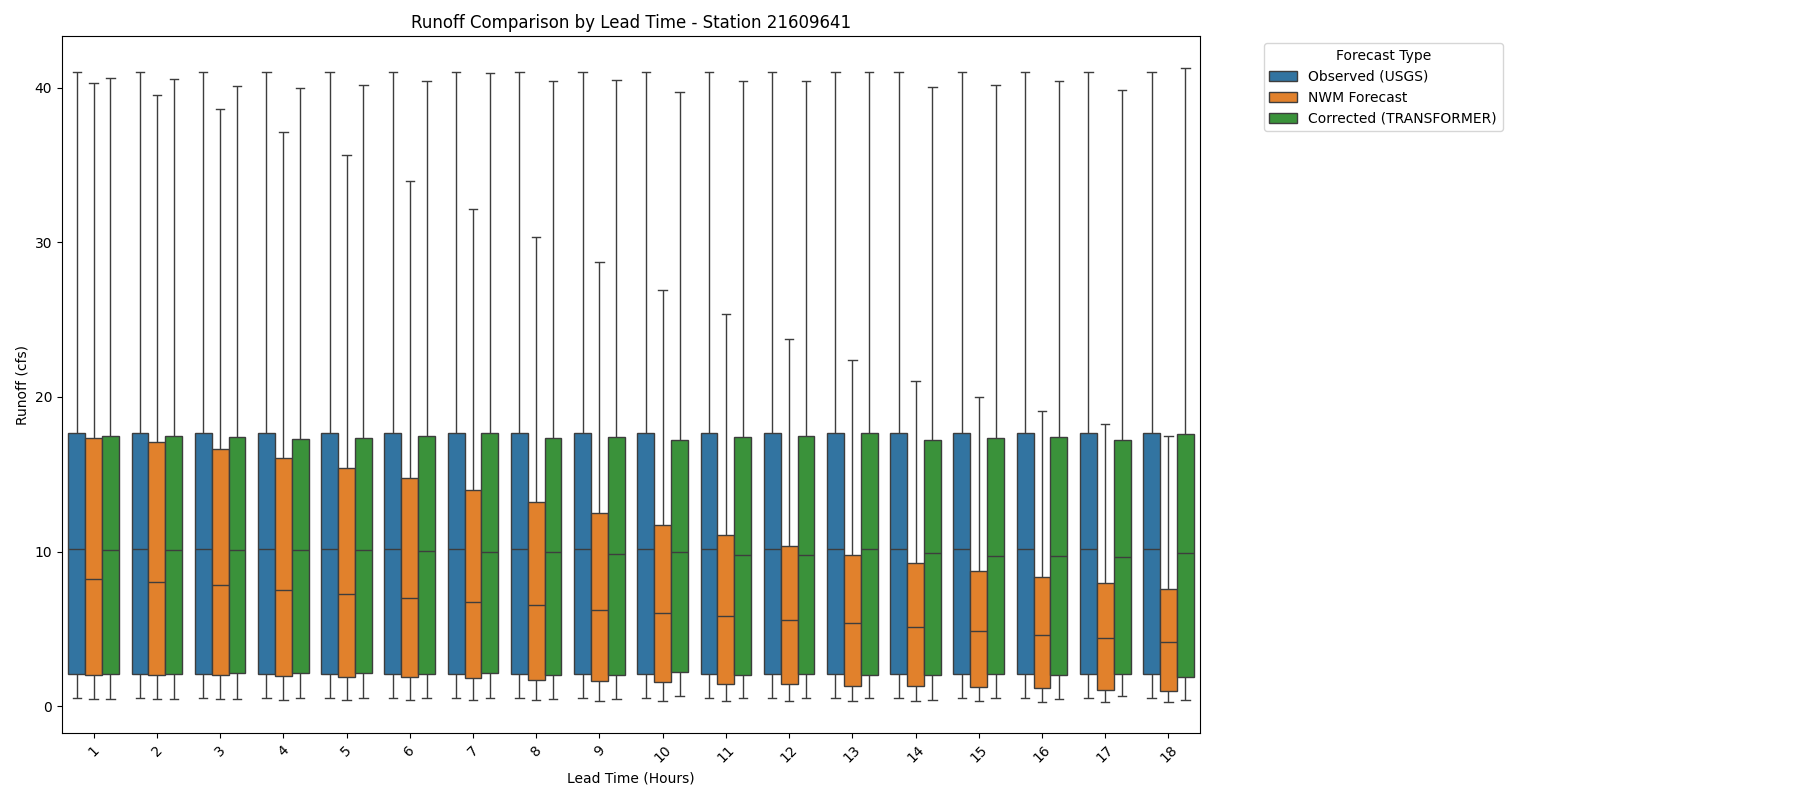 Runoff Comparison by Lead Time - Station 21609641
Forecast Type
Observed (USGS)
NWM Forecast
Corrected (TRANSFORMER)
Runoff (cfs)
40
30
20
10
0
1 2 3 4 5 6 7 8 9 10 11 12 13 14 15 16 17 18
Lead Time (Hours)